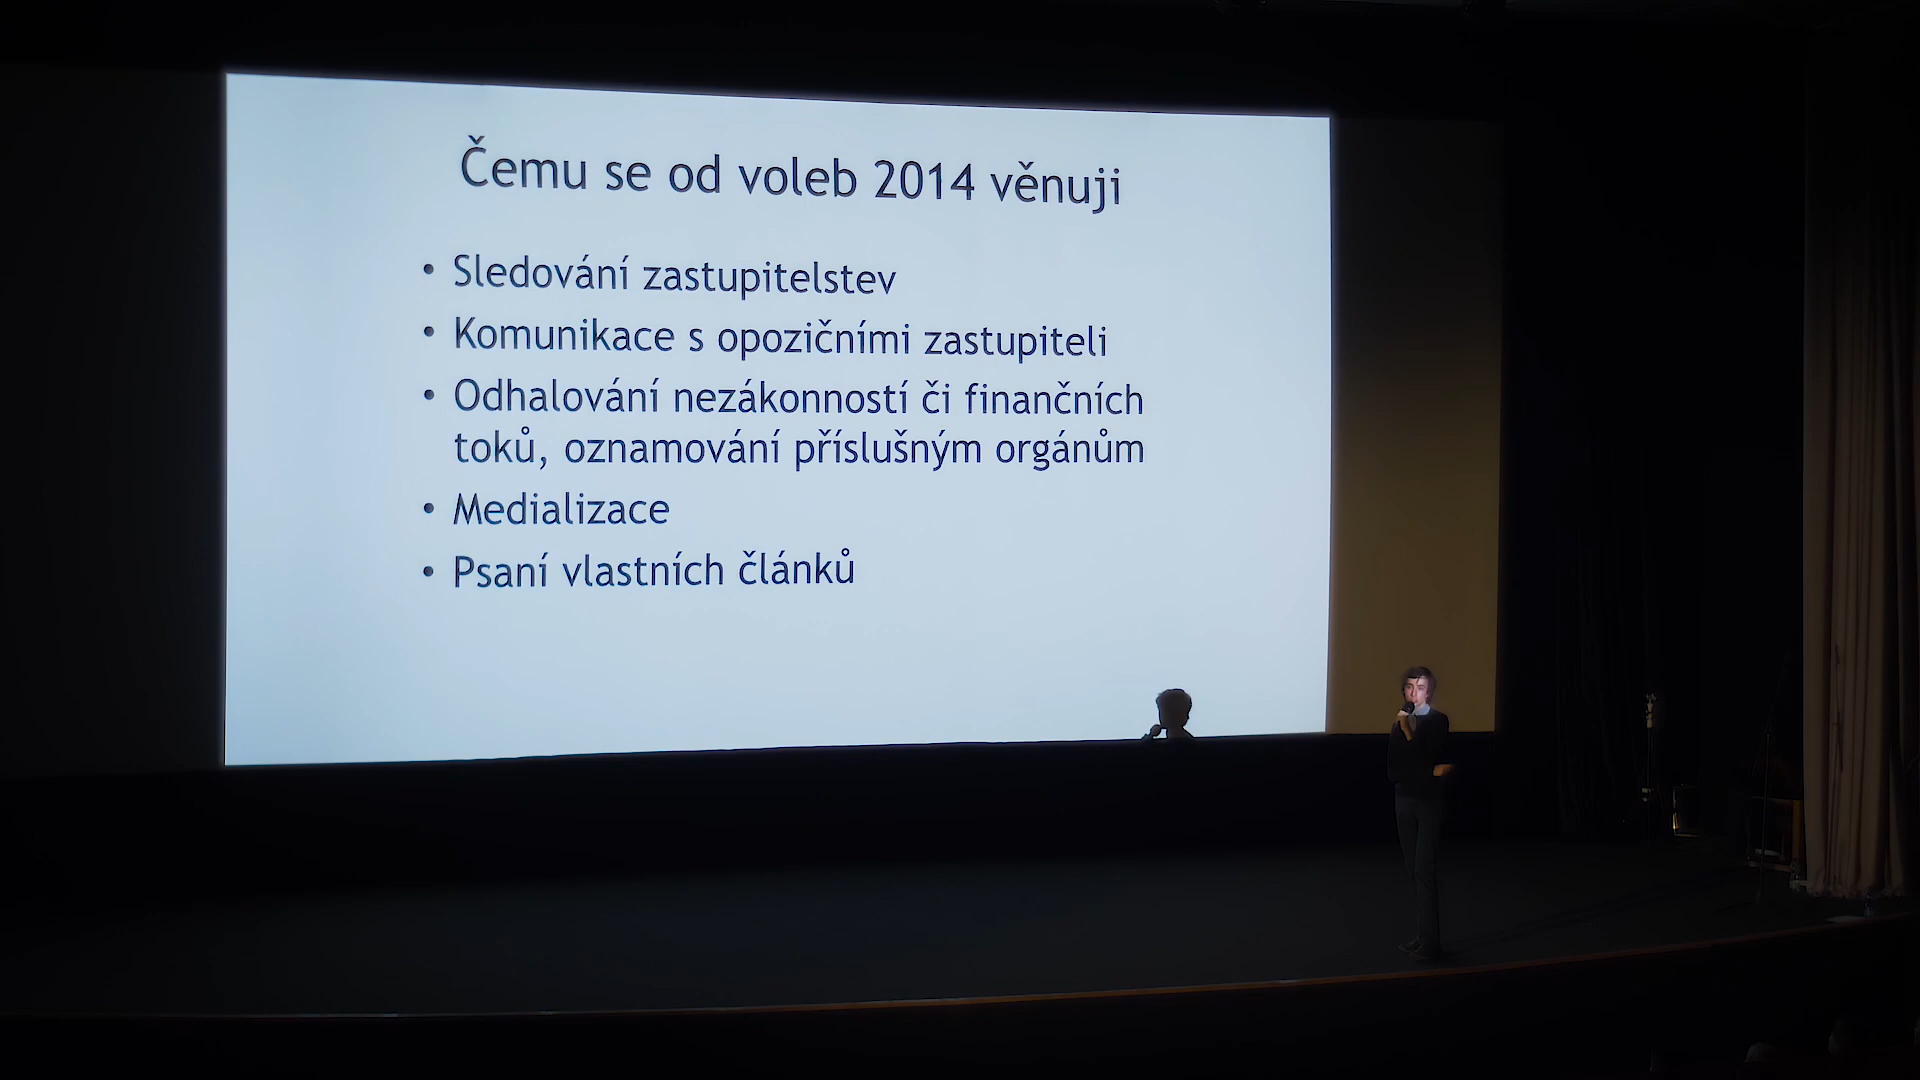 Čemu se od voleb 2014 věnuji
• Sledování zastupitelstev
• Komunikace s opozičními zastupiteli
• Odhalování nezákonností či finančních
toků, oznamování příslušným orgánům
• Medializace
• Psaní vlastních článků